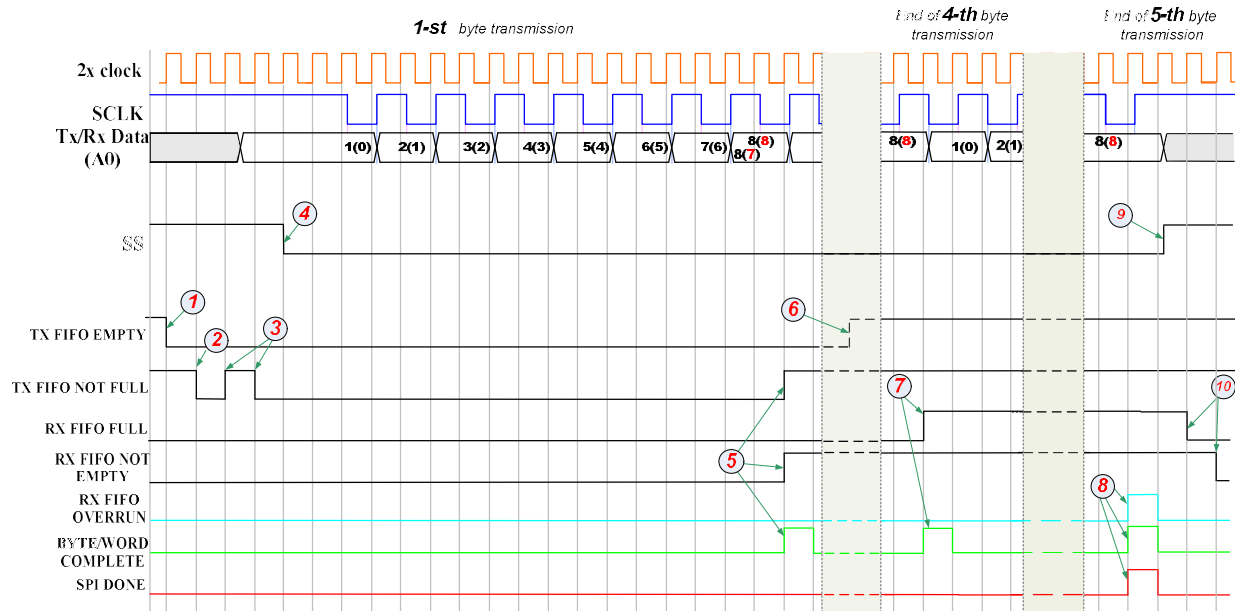 1-st byte transmission
End of 4-th byte
transmission
End of 5-th byte
transmission
2x clock
SCLK
Tx/Rx Data
(A0)
1(0) 2(1) 3(2) 4(3) 5(4) 6(5) 7(6) 8(8) 8(8) 1(0) 2(1) 8(8)
8(7)
4
9
SS
1
6
TX FIFO EMPTY
2
3
TX FIFO NOT FULL
7
10
RX FIFO FULL
5
RX FIFO NOT
EMPTY
8
RX FIFO
OVERRUN
BYTE/WORD
COMPLETE
SPI DONE